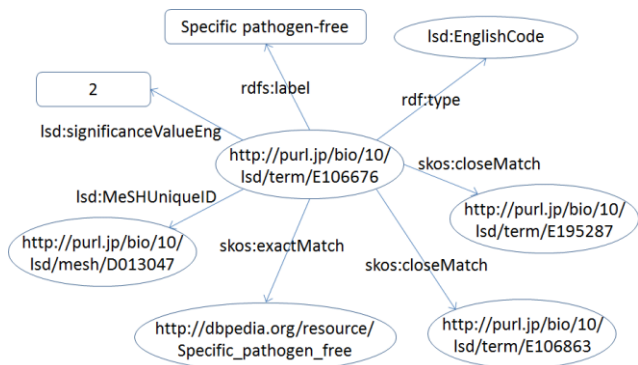 Specific pathogen-free
lsd:EnglishCode
2
rdfs:label
rdf:type
lsd:significanceValueEng
http://purl.jp/bio/10/
lsd/term/E106676
skos:closeMatch
lsd:MeSHUniqueID
http://purl.jp/bio/10/
lsd/term/E195287
http://purl.jp/bio/10/
lsd/mesh/D013047
skos:exactMatch
skos:closeMatch
http://dbpedia.org/resource/
Specific_pathogen_free
http://purl.jp/bio/10/
lsd/term/E106863